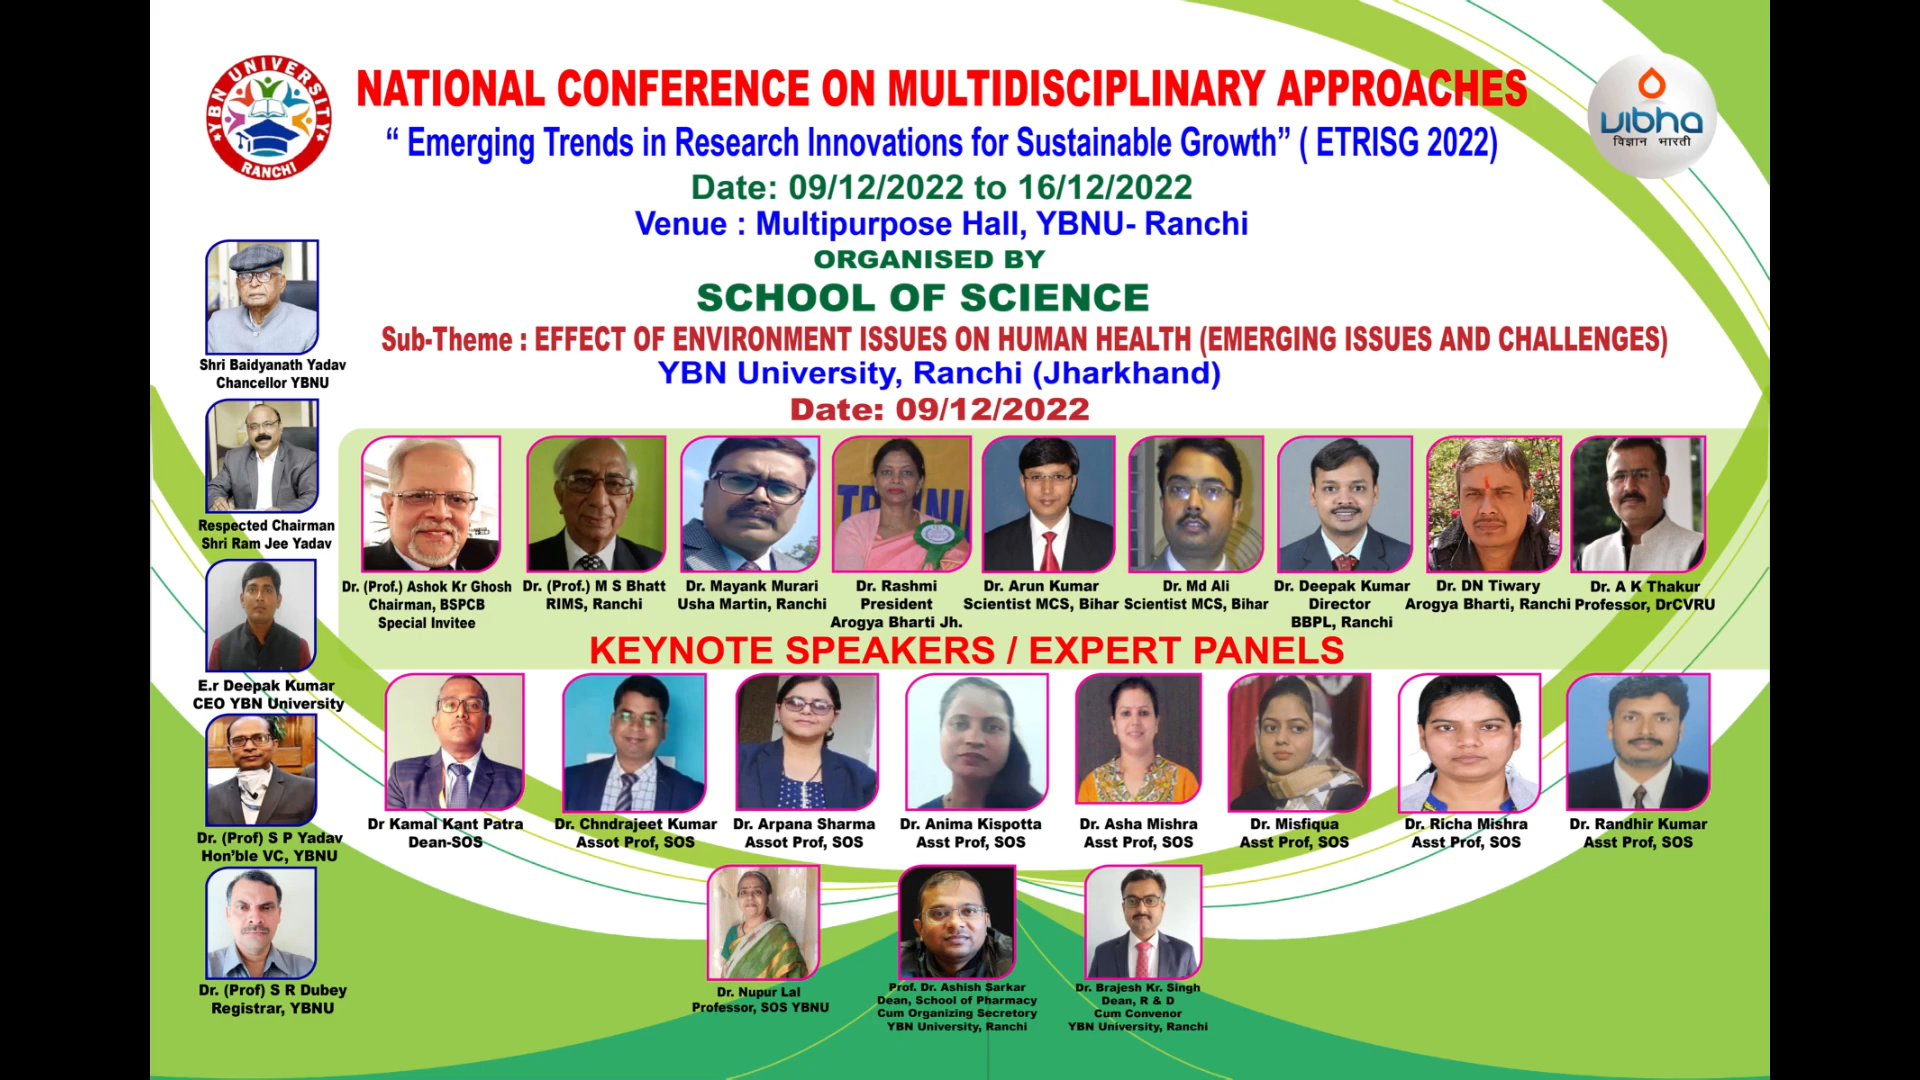 YBN UNIVERSITY
RANCHI
NATIONAL CONFERENCE ON MULTIDISCIPLINARY APPROACHES
“ Emerging Trends in Research Innovations for Sustainable Growth” ( ETRISG 2022)
Date: 09/12/2022 to 16/12/2022
Venue : Multipurpose Hall, YBNU- Ranchi
ORGANISED BY
SCHOOL OF SCIENCE
Sub-Theme : EFFECT OF ENVIRONMENT ISSUES ON HUMAN HEALTH (EMERGING ISSUES AND CHALLENGES)
YBN University, Ranchi (Jharkhand)
Date: 09/12/2022
vibha
विज्ञान भारती
Shri Baidyanath Yadav
Chancellor YBNU
Respected Chairman
Shri Ram Jee Yadav
E.r Deepak Kumar
CEO YBN University
Dr. (Prof) S P Yadav
Hon'ble VC, YBNU
Dr. (Prof) S R Dubey
Registrar, YBNU
Dr. (Prof.) Ashok Kr Ghosh
Chairman, BSPCB
Special Invitee
Dr. (Prof.) M S Bhatt
RIMS, Ranchi
Dr. Mayank Murari
Usha Martin, Ranchi
Dr. Rashmi
President
Arogya Bharti Jh.
Dr. Arun Kumar
Scientist MCS, Bihar
Dr. Md Ali
Scientist MCS, Bihar
Dr. Deepak Kumar
Director
BBPL, Ranchi
Dr. DN Tiwary
Arogya Bharti, Ranchi
Dr. A K Thakur
Professor, DrCVRU
KEYNOTE SPEAKERS / EXPERT PANELS
Dr Kamal Kant Patra
Dean-SOS
Dr. Chndrajeet Kumar
Assot Prof, SOS
Dr. Arpana Sharma
Assot Prof, SOS
Dr. Anima Kispotta
Asst Prof, SOS
Dr. Asha Mishra
Asst Prof, SOS
Dr. Misfiqua
Asst Prof, SOS
Dr. Richa Mishra
Asst Prof, SOS
Dr. Randhir Kumar
Asst Prof, SOS
Dr. Nupur Lal
Professor, SOS YBNU
Prof. Dr. Ashish Sarkar
Dean, School of Pharmacy
Cum Organizing Secretory
YBN University, Ranchi
Dr. Brajesh Kr. Singh
Dean, R & D
Cum Convenor
YBN University, Ranchi